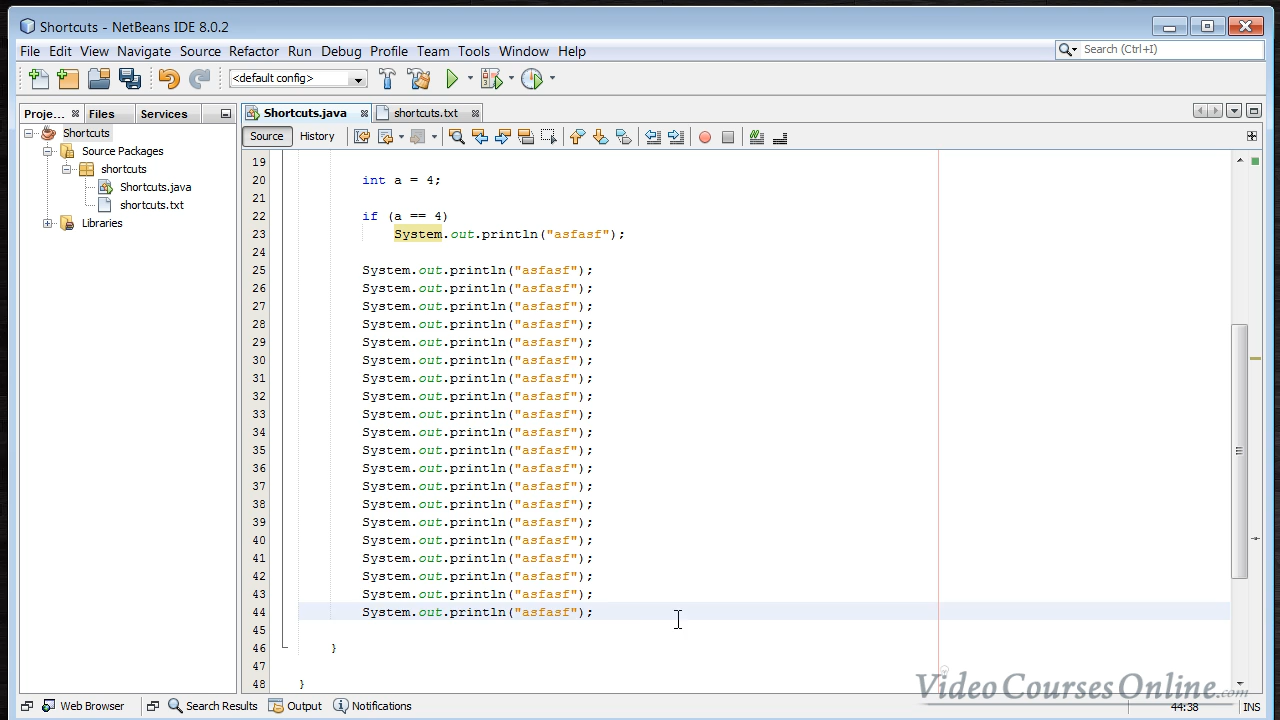 Shortcuts - NetBeans IDE 8.0.2
File Edit View Navigate Source Refactor Run Debug Profile Team Tools Window Help
Search (Ctrl+I)
<default config>
Proje... Files Services
Shortcuts.java shortcuts.txt
Source History
Shortcuts
Source Packages
shortcuts
Shortcuts.java
shortcuts.txt
Libraries
19
20 int a = 4;
21
22 if (a == 4)
23 System.out.println("asfasf");
24
25 System.out.println("asfasf");
26 System.out.println("asfasf");
27 System.out.println("asfasf");
28 System.out.println("asfasf");
29 System.out.println("asfasf");
30 System.out.println("asfasf");
31 System.out.println("asfasf");
32 System.out.println("asfasf");
33 System.out.println("asfasf");
34 System.out.println("asfasf");
35 System.out.println("asfasf");
36 System.out.println("asfasf");
37 System.out.println("asfasf");
38 System.out.println("asfasf");
39 System.out.println("asfasf");
40 System.out.println("asfasf");
41 System.out.println("asfasf");
42 System.out.println("asfasf");
43 System.out.println("asfasf");
44 System.out.println("asfasf");
45
46 }
47
48 }
VideoCoursesOnline.com
Web Browser Search Results Output Notifications 44:38 INS